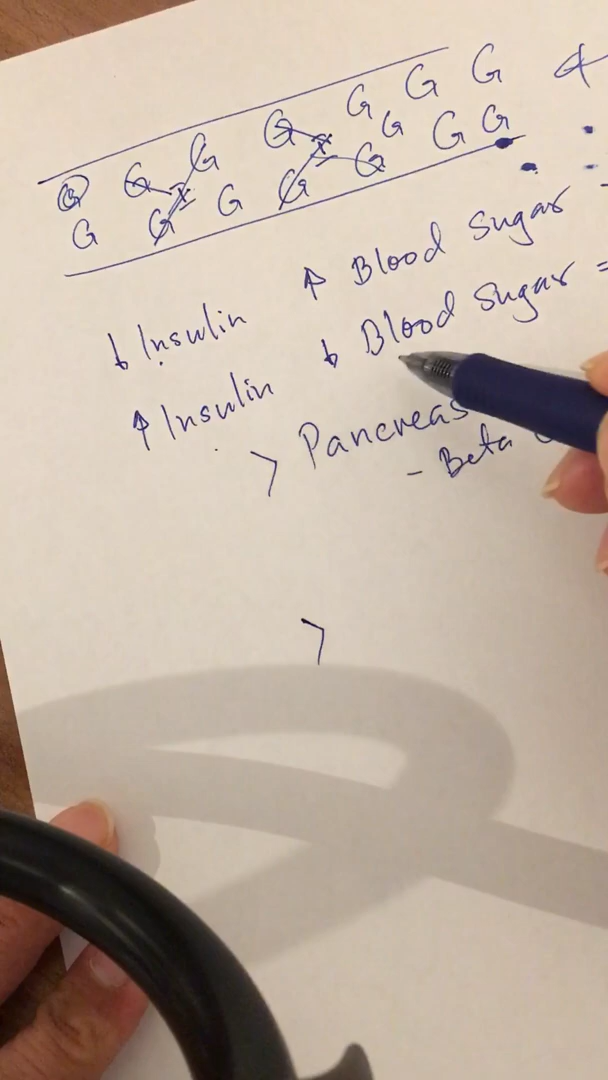 G G G G G G
G G G G G G G G
↓ Insulin ↑ Blood Sugar -
↑ Insulin ↓ Blood Sugar =
> Pancreas
- Beta
>